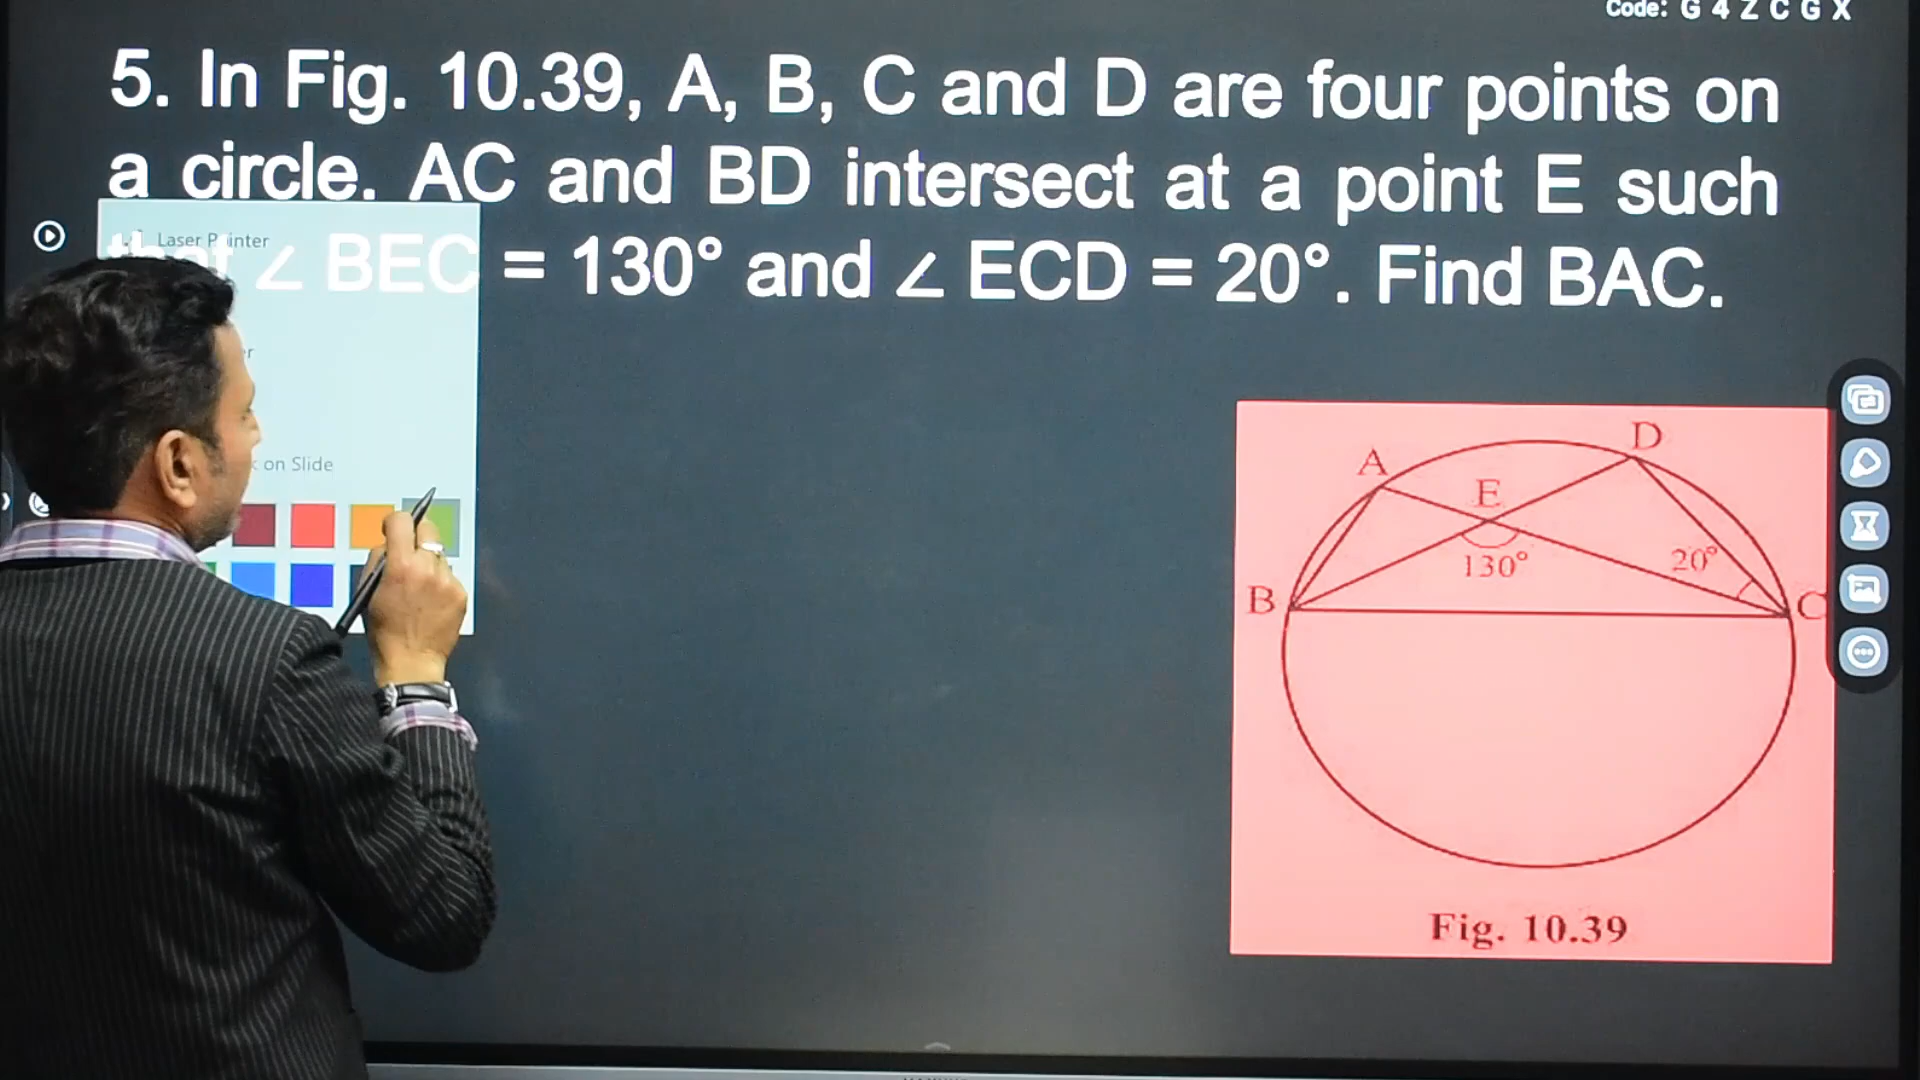 Code: G 4 Z C G X
5. In Fig. 10.39, A, B, C and D are four points on
a circle. AC and BD intersect at a point E such
that ∠ BEC = 130° and ∠ ECD = 20°. Find BAC.
Laser Pointer
on Slide
A
D
E
130°
20°
B
C
Fig. 10.39